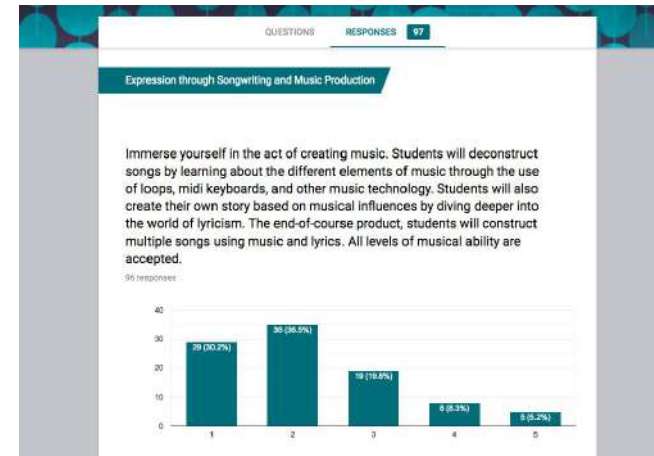 QUESTIONS RESPONSES 97
Expression through Songwriting and Music Production
Immerse yourself in the act of creating music. Students will deconstruct
songs by learning about the different elements of music through the use
of loops, midi keyboards, and other music technology. Students will also
create their own story based on musical influences by diving deeper into
the world of lyricism. The end-of-course product, students will construct
multiple songs using music and lyrics. All levels of musical ability are
accepted.
96 responses
40
30
20
10
0
29 (30.2%)
35 (36.5%)
19 (19.8%)
8 (8.3%)
5 (5.2%)
1 2 3 4 5